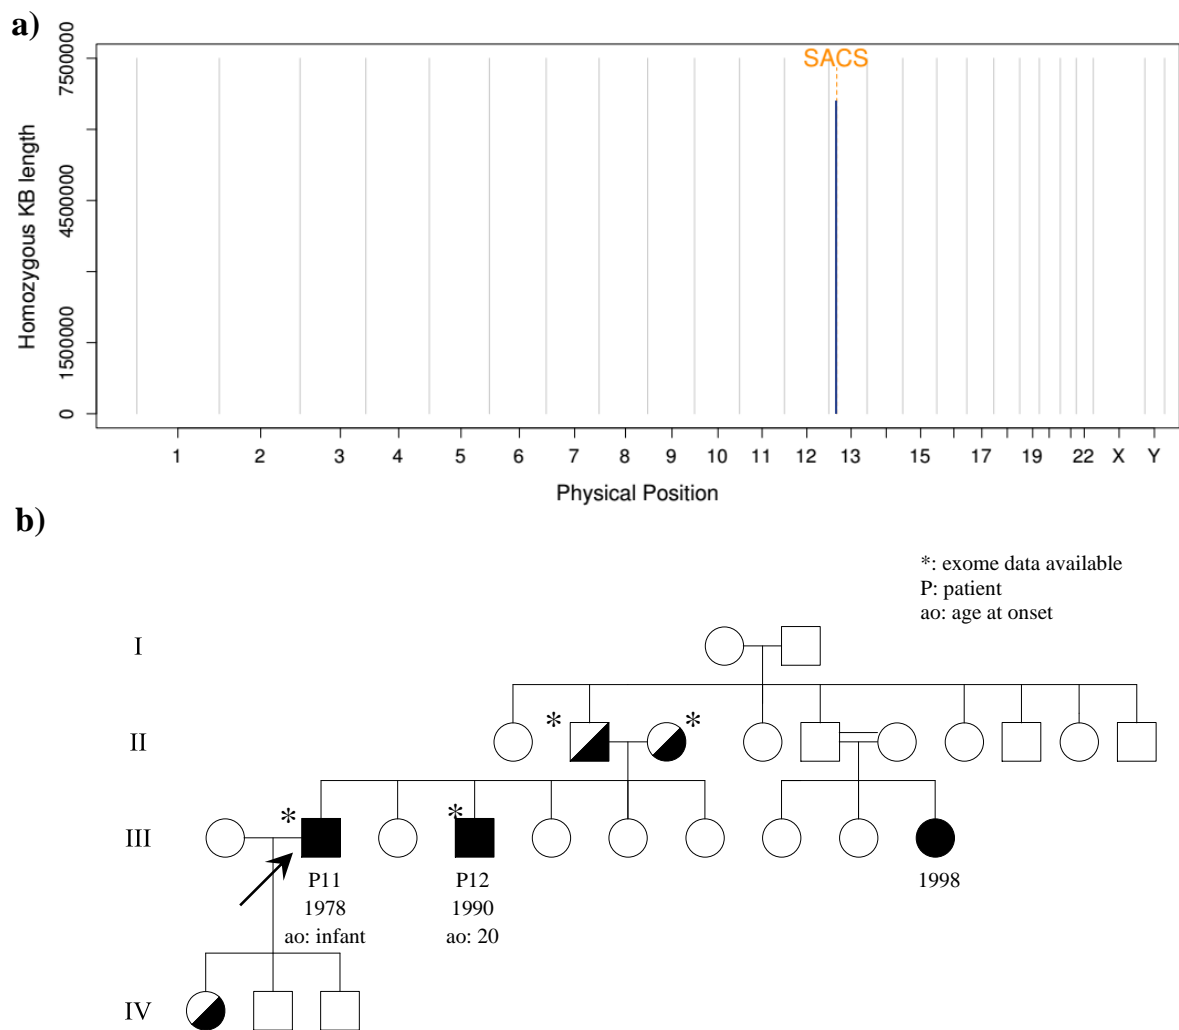 a)
SACS
7500000
4500000
1500000
0
Homozygous KB length
1 2 3 4 5 6 7 8 9 10 11 12 13 15 17 19 22 X Y
Physical Position
b)
*: exome data available
P: patient
ao: age at onset
I
* *
II
* *
III
P11 P12 1998
1978 1990
ao: infant ao: 20
IV